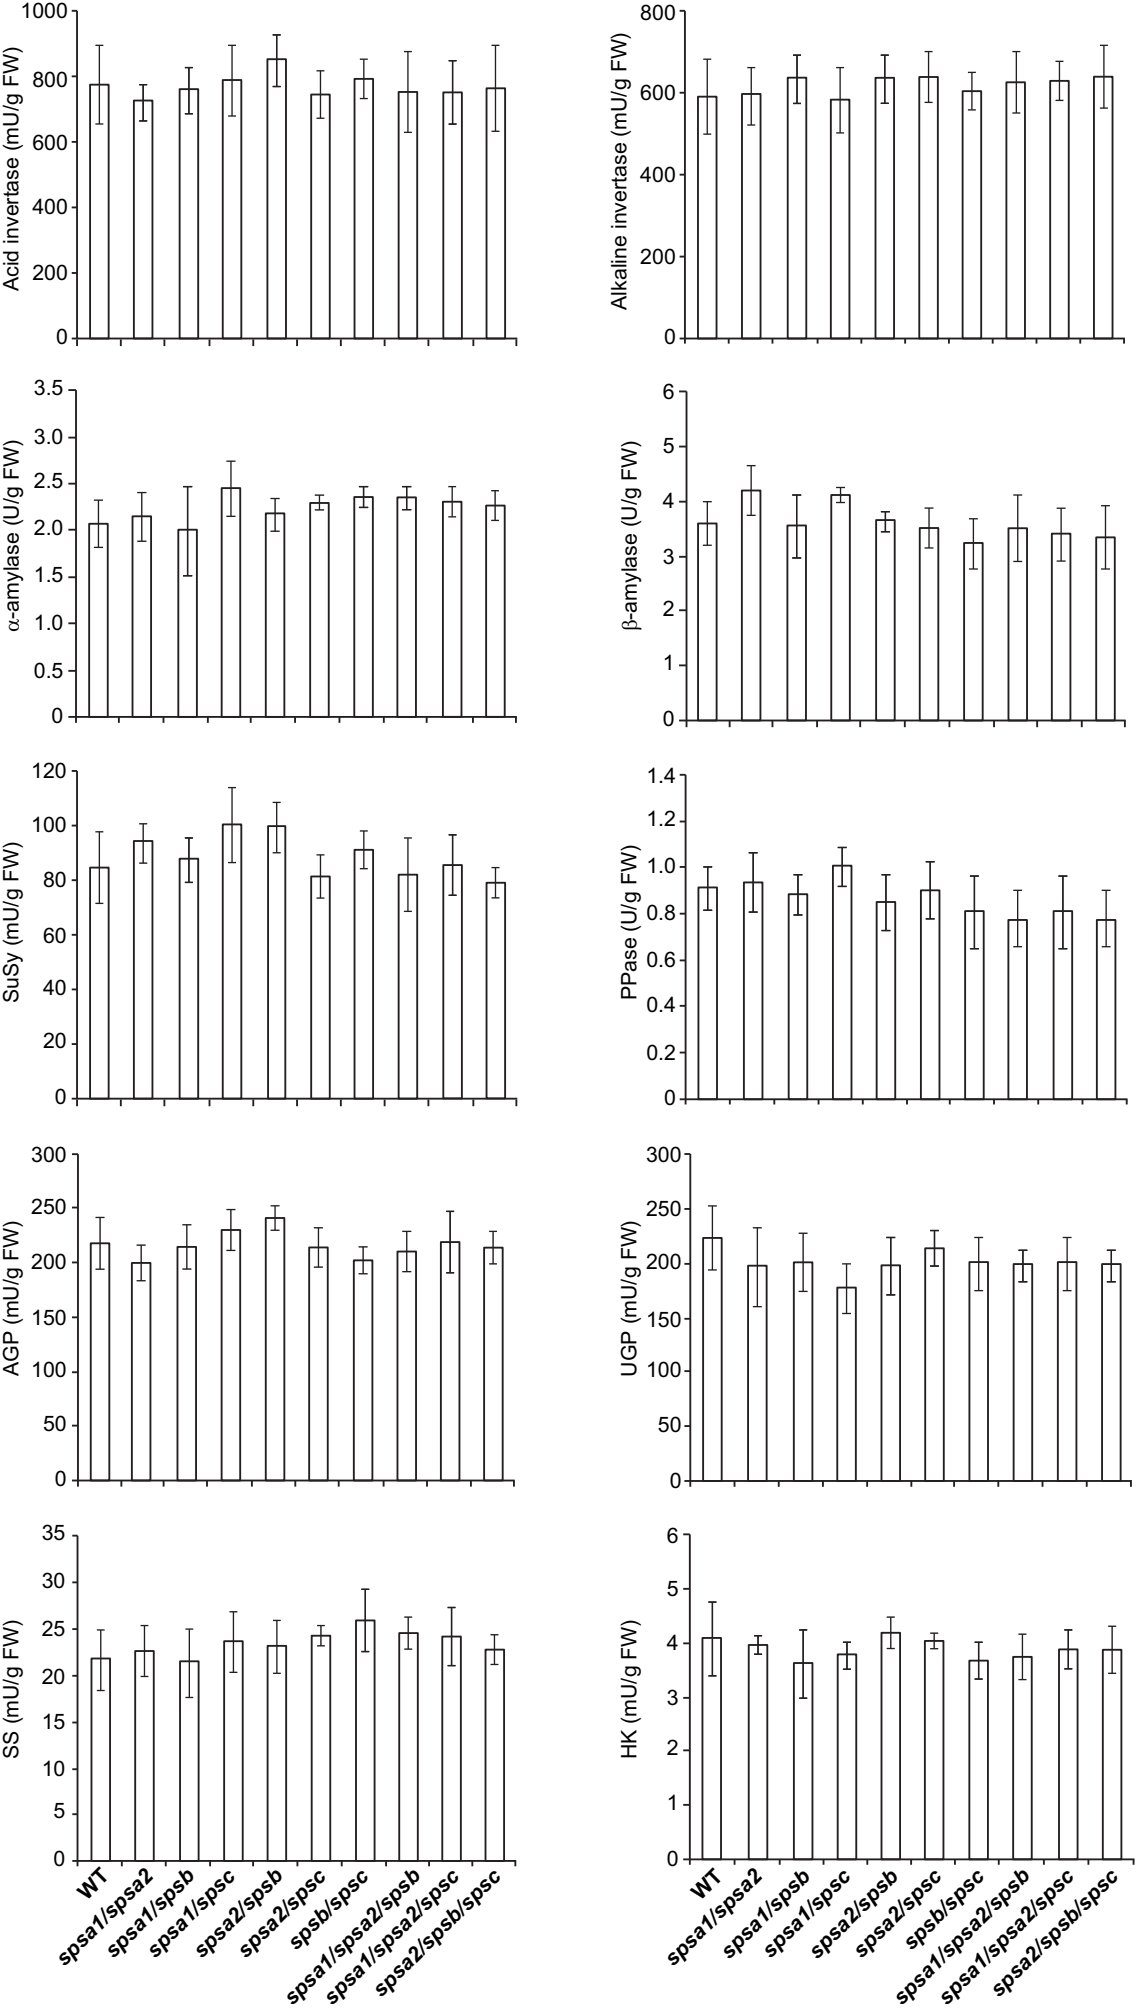 Acid invertase (mU/g FW)
1000
800
600
400
200
0
Alkaline invertase (mU/g FW)
800
600
400
200
0
α-amylase (U/g FW)
3.5
3.0
2.5
2.0
1.5
1.0
0.5
0
β-amylase (U/g FW)
6
5
4
3
2
1
0
SuSy (mU/g FW)
120
100
80
60
40
20
0
PPase (U/g FW)
1.4
1.2
1.0
0.8
0.6
0.4
0.2
0
AGP (mU/g FW)
300
250
200
150
100
50
0
UGP (mU/g FW)
300
250
200
150
100
50
0
SS (mU/g FW)
35
30
25
20
15
10
5
0
WT
spsa1/spsa2
spsa1/spsb
spsa1/spsc
spsa2/spsb
spsa2/spsc
spsb/spsc
spsa1/spsa2/spsb
spsa1/spsa2/spsc
spsa2/spsb/spsc
HK (mU/g FW)
6
5
4
3
2
1
0
WT
spsa1/spsa2
spsa1/spsb
spsa1/spsc
spsa2/spsb
spsa2/spsc
spsb/spsc
spsa1/spsa2/spsb
spsa1/spsa2/spsc
spsa2/spsb/spsc